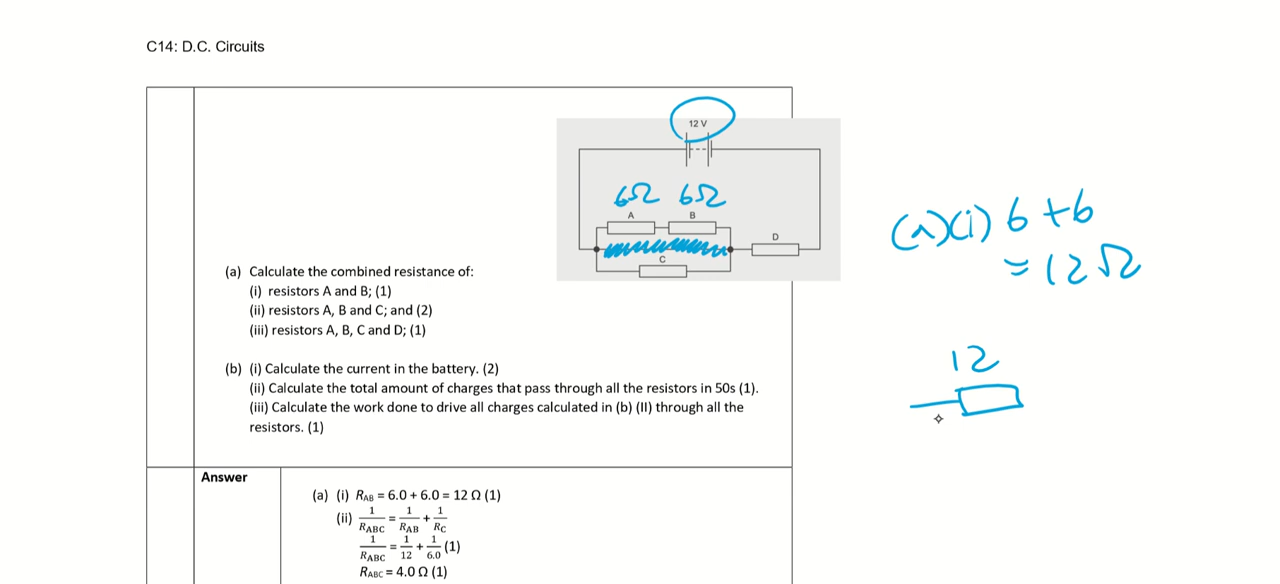 C14: D.C. Circuits
12 V
6Ω 6Ω
A B
D
C
(a)(i) 6+6
= 12Ω
12
(a) Calculate the combined resistance of:
(i) resistors A and B; (1)
(ii) resistors A, B and C; and (2)
(iii) resistors A, B, C and D; (1)
(b) (i) Calculate the current in the battery. (2)
(ii) Calculate the total amount of charges that pass through all the resistors in 50s (1).
(iii) Calculate the work done to drive all charges calculated in (b) (II) through all the
resistors. (1)
Answer
(a) (i) RAB = 6.0 + 6.0 = 12 Ω (1)
(ii) 1/RABC = 1/RAB + 1/RC
1/RABC = 1/12 + 1/6.0 (1)
RABC = 4.0 Ω (1)